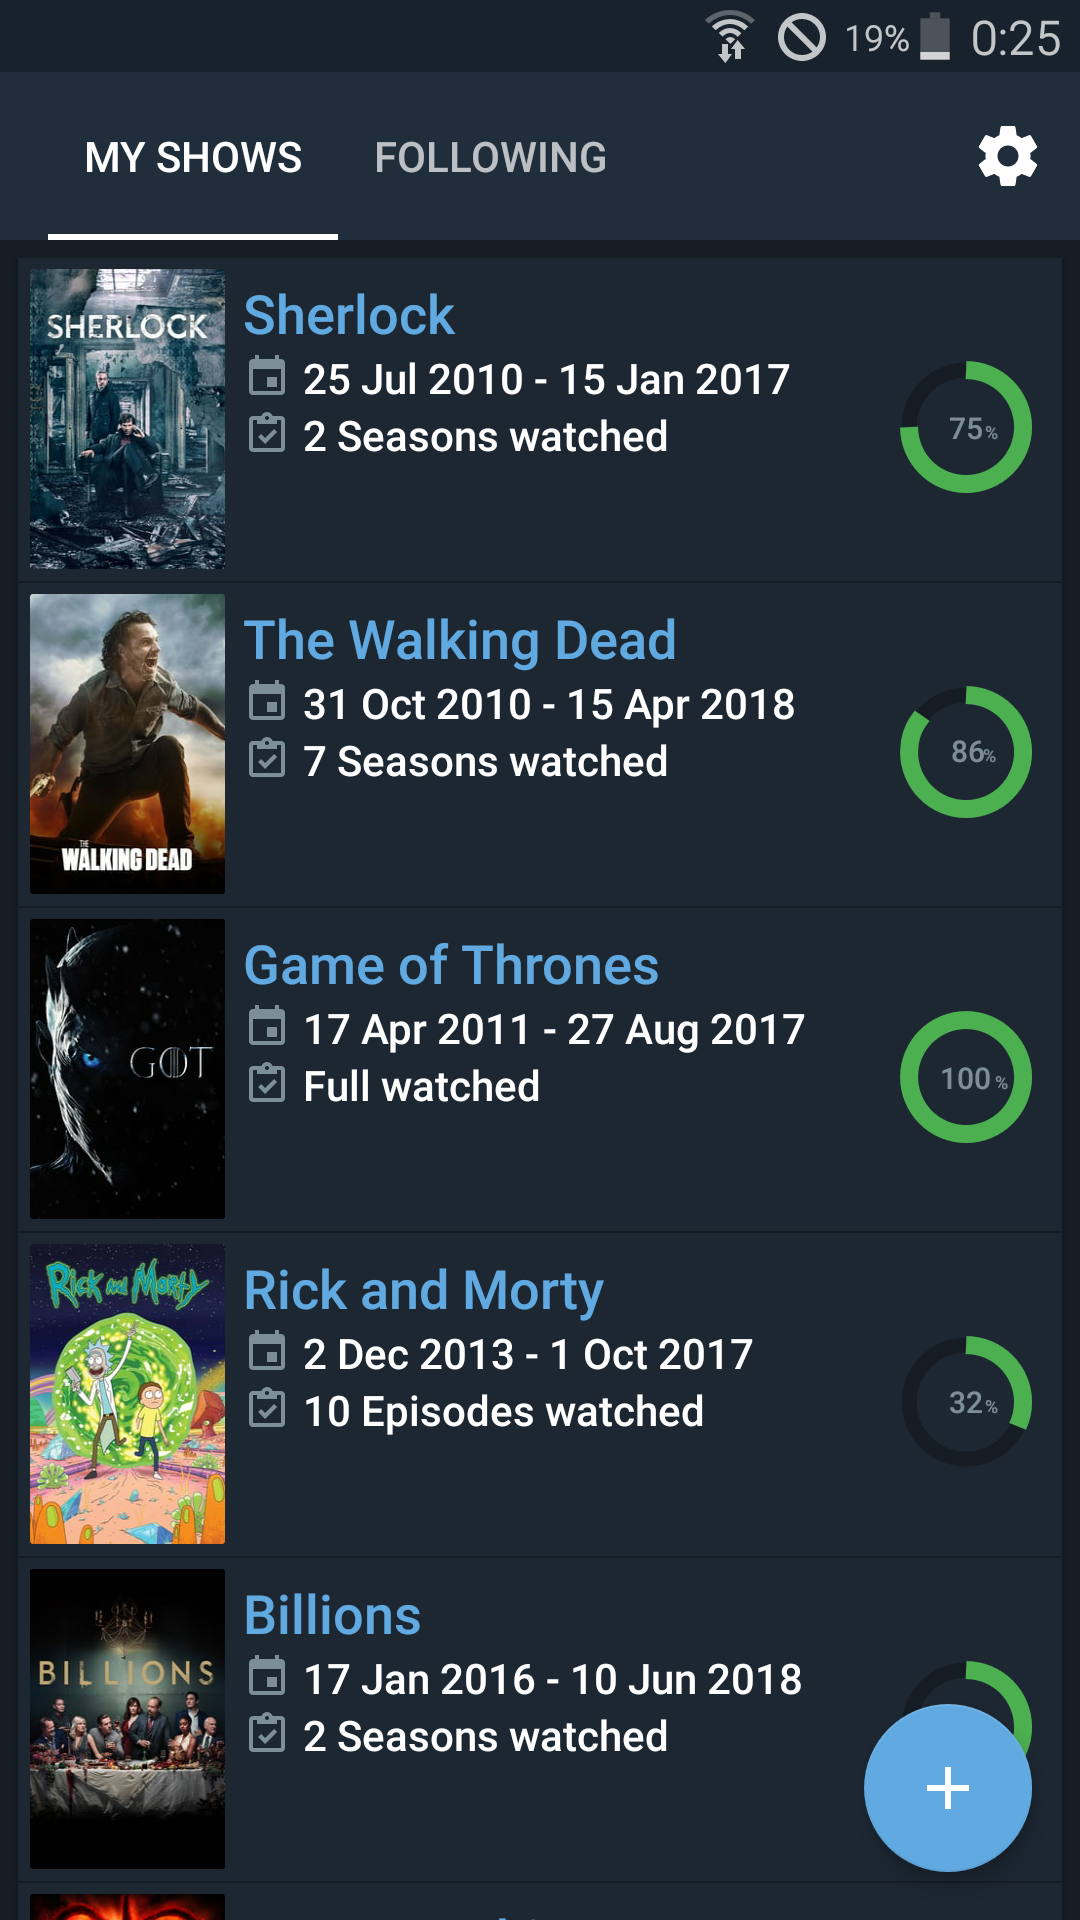 19% 0:25
MY SHOWS FOLLOWING
SHERLOCK
Sherlock
25 Jul 2010 - 15 Jan 2017
2 Seasons watched
75%
THE
WALKING DEAD
The Walking Dead
31 Oct 2010 - 15 Apr 2018
7 Seasons watched
86%
GOT
Game of Thrones
17 Apr 2011 - 27 Aug 2017
Full watched
100%
Rick and Morty
Rick and Morty
2 Dec 2013 - 1 Oct 2017
10 Episodes watched
32%
BILLIONS
Billions
17 Jan 2016 - 10 Jun 2018
2 Seasons watched